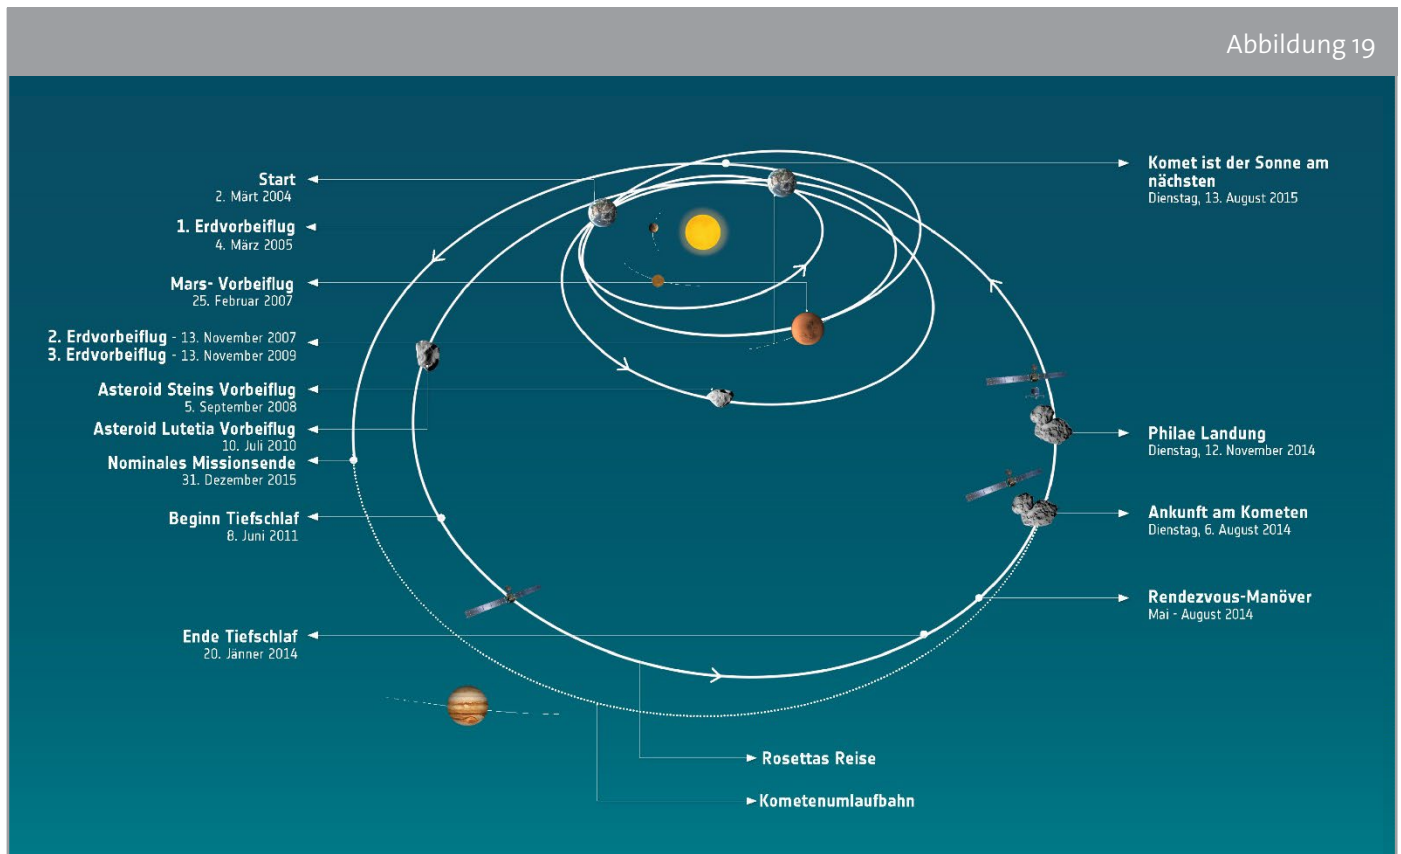 Abbildung 19
Start
2. Märt 2004
1. Erdvorbeiflug
4. März 2005
Mars- Vorbeiflug
25. Februar 2007
2. Erdvorbeiflug - 13. November 2007
3. Erdvorbeiflug - 13. November 2009
Asteroid Steins Vorbeiflug
5. September 2008
Asteroid Lutetia Vorbeiflug
10. Juli 2010
Nominales Missionsende
31. Dezember 2015
Beginn Tiefschlaf
8. Juni 2011
Ende Tiefschlaf
20. Jänner 2014
Komet ist der Sonne am
nächsten
Dienstag, 13. August 2015
Philae Landung
Dienstag, 12. November 2014
Ankunft am Kometen
Dienstag, 6. August 2014
Rendezvous-Manöver
Mai - August 2014
Rosettas Reise
Kometenumlaufbahn